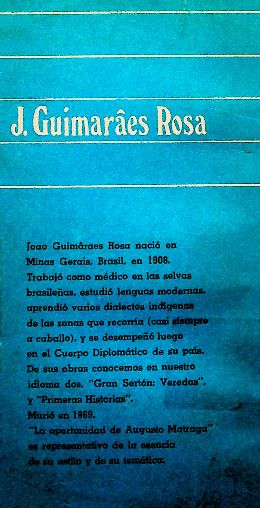 J. Guimarães Rosa
Joao Guimâraes Rosa nació en
Minas Gerais, Brasil, en 1908.
Trabajó como médico en las selvas
brasileñas, estudió lenguas modernas,
aprendió varios dialectos indígenas
de las zonas que recorría (casi siempre
a caballo), y se desempeñó luego
en el Cuerpo Diplomático de su país.
De sus obras conocemos en nuestro
idioma dos, "Gran Sertón: Veredas",
y "Primeras Historias".
Murió en 1969.
"La oportunidad de Augusto Matraga"
es representativo de la esencia
de su estilo y de su temática.